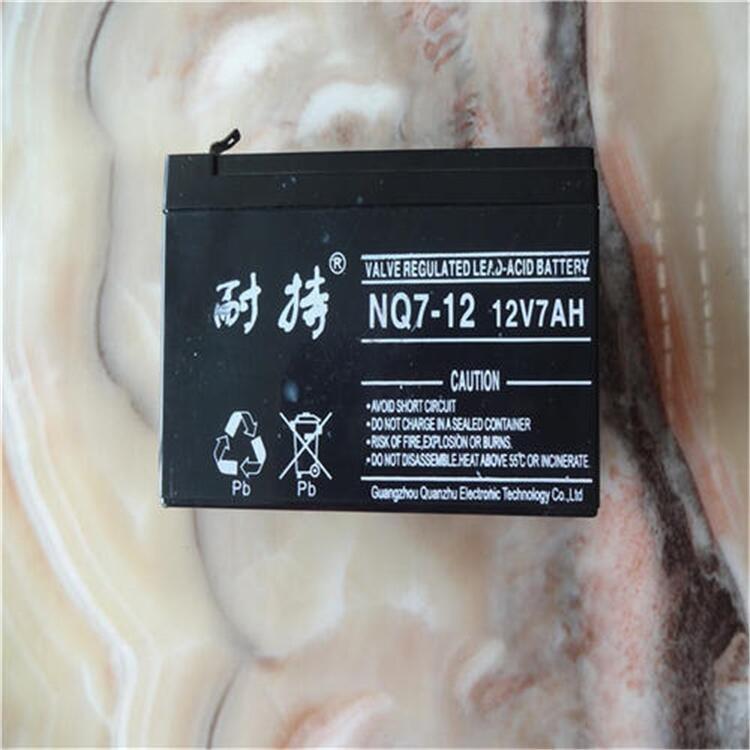 耐持®
VALVE REGULATED LEAD-ACID BATTERY
NQ7-12 12V7AH
CAUTION
•AVOID SHORT CIRCUIT
•DO NOT CHARGE IN A SEALED CONTAINER
•RISK OF FIRE,EXPLOSION OR BURNS.
•DO NOT DISASSEMBLE.HEAT ABOVE 55℃ OR INCINERATE
Pb Pb
Guangzhou Quanzhu Electronic Technology Co.,Ltd